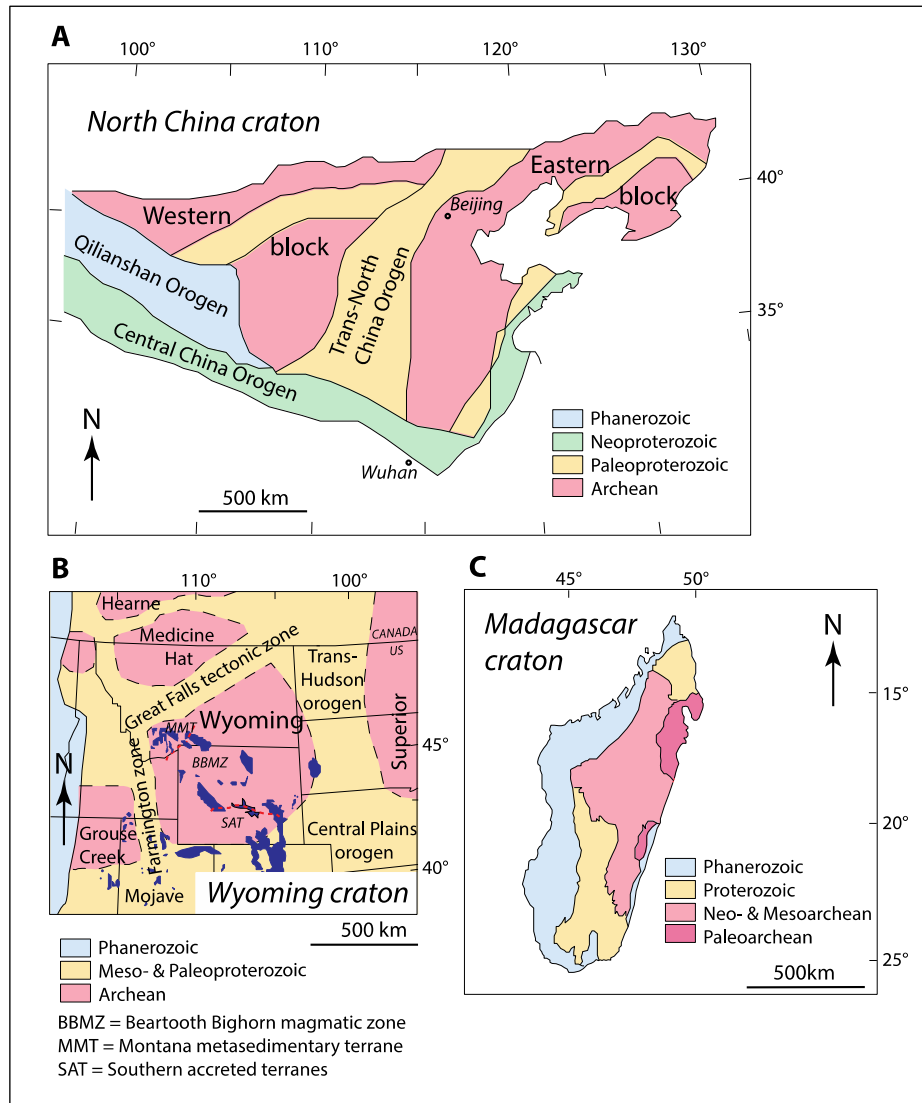 A
100°
110°
120°
130°
North China craton
Eastern
block
40°
Beijing
Western
block
Qilianshan Orogen
Trans-North
China Orogen
35°
Central China Orogen
N
Phanerozoic
Neoproterozoic
Paleoproterozoic
Archean
Wuhan
500 km
B
110°
100°
Hearne
Medicine
Hat
CANADA
US
Great Falls tectonic zone
Trans-
Hudson
orogen
Wyoming
MMT
Superior
45°
BBMZ
N
Farmington zone
SAT
Grouse
Creek
Central Plains
orogen
40°
Mojave
Wyoming craton
500 km
Phanerozoic
Meso- & Paleoproterozoic
Archean
BBMZ = Beartooth Bighorn magmatic zone
MMT = Montana metasedimentary terrane
SAT = Southern accreted terranes
C
45°
50°
Madagascar
craton
N
15°
20°
Phanerozoic
Proterozoic
Neo- & Mesoarchean
Paleoarchean
25°
500km